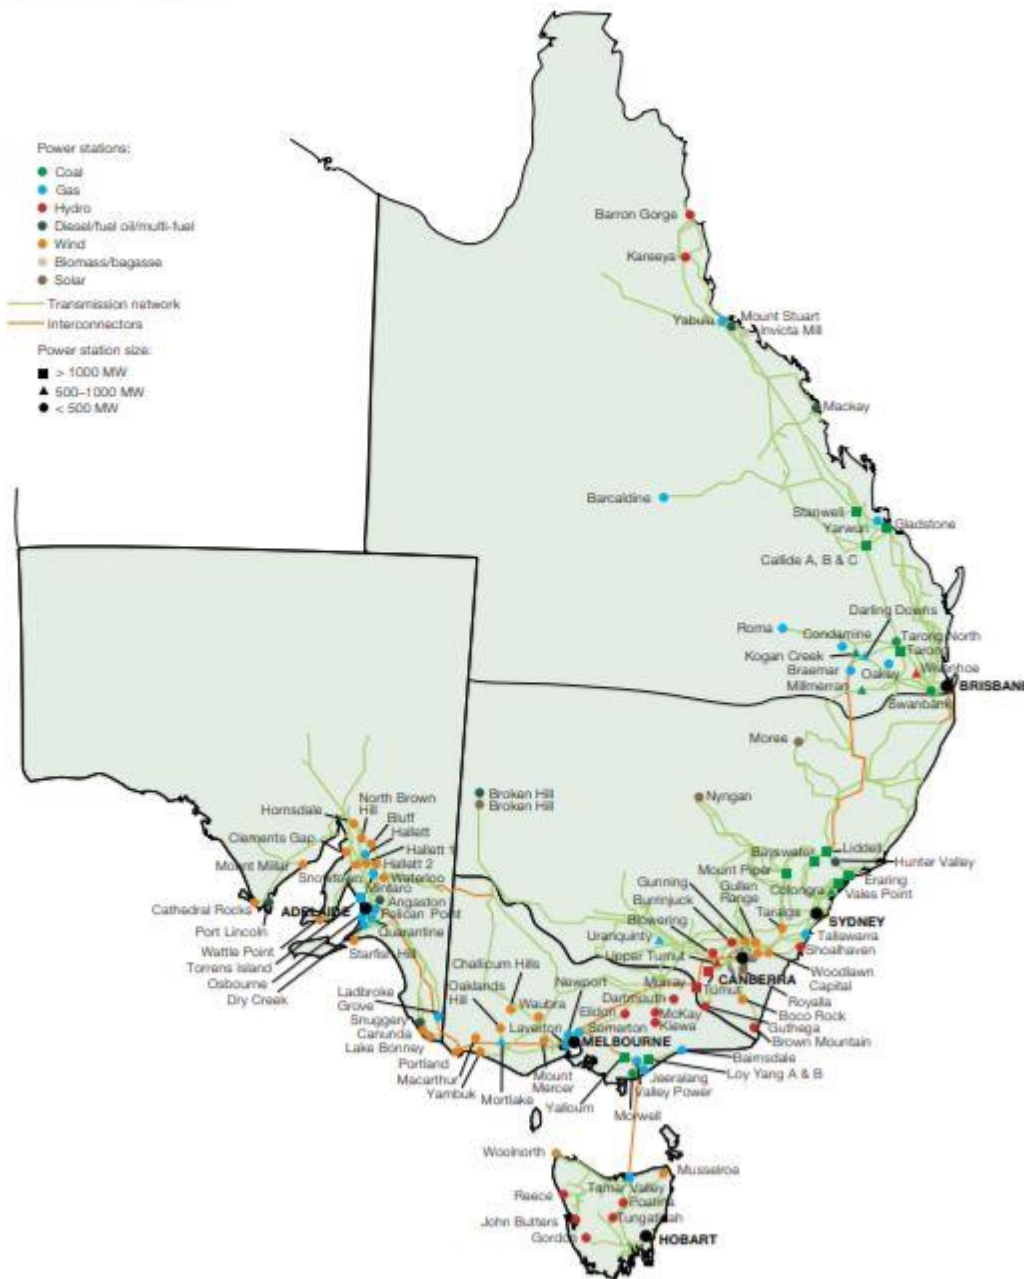 Power stations:
Coal
Gas
Hydro
Diesel/fuel oil/multi-fuel
Wind
Biomass/bagasse
Solar
Transmission network
Interconnectors
Power station size:
> 1000 MW
500–1000 MW
< 500 MW
Barron Gorge
Kareeya
Yabulu
Mount Stuart
Invicta Mill
Mackay
Barcaldine
Stanwell
Yarwun
Gladstone
Callide A, B & C
Darling Downs
Roma
Condamine
Tarong North
Kogan Creek
Tarong
Braemar
Oakey
Wivenhoe
Millmerran
BRISBANE
Swanbank
Moree
Broken Hill
Broken Hill
Nyngan
Hornsdale
North Brown
Hill
Bluff
Clements Gap
Hallett
Hallett 1
Mount Millar
Hallett 2
Snowtown
Waterloo
Mintaro
Cathedral Rocks
ADELAIDE
Angaston
Port Lincoln
Pelican Point
Wattle Point
Quarantine
Torrens Island
Starfish Hill
Osbourne
Dry Creek
Bayswater
Liddell
Mount Piper
Hunter Valley
Gunning
Gullen
Range
Colongra
Eraring
Vales Point
Burrinjuck
Blowering
Taralga
SYDNEY
Uranquinty
Tallawarra
Upper Tumut
Shoalhaven
Murray
Tumut
CANBERRA
Woodlawn
Capital
Royalla
Boco Rock
Guthega
Brown Mountain
Challicum Hills
Oaklands
Hill
Newport
Dartmouth
Ladbroke
Grove
Waubra
Eildon
McKay
Snuggery
Laverton
Somerton
Kiewa
Canunda
MELBOURNE
Lake Bonney
Portland
Bairnsdale
Macarthur
Mount
Mercer
Loy Yang A & B
Yambuk
Jeeralang
Mortlake
Yallourn
Valley Power
Morwell
Woolnorth
Musselroe
Tamar Valley
Reece
Poatina
John Butters
Tungatinah
Gordon
HOBART